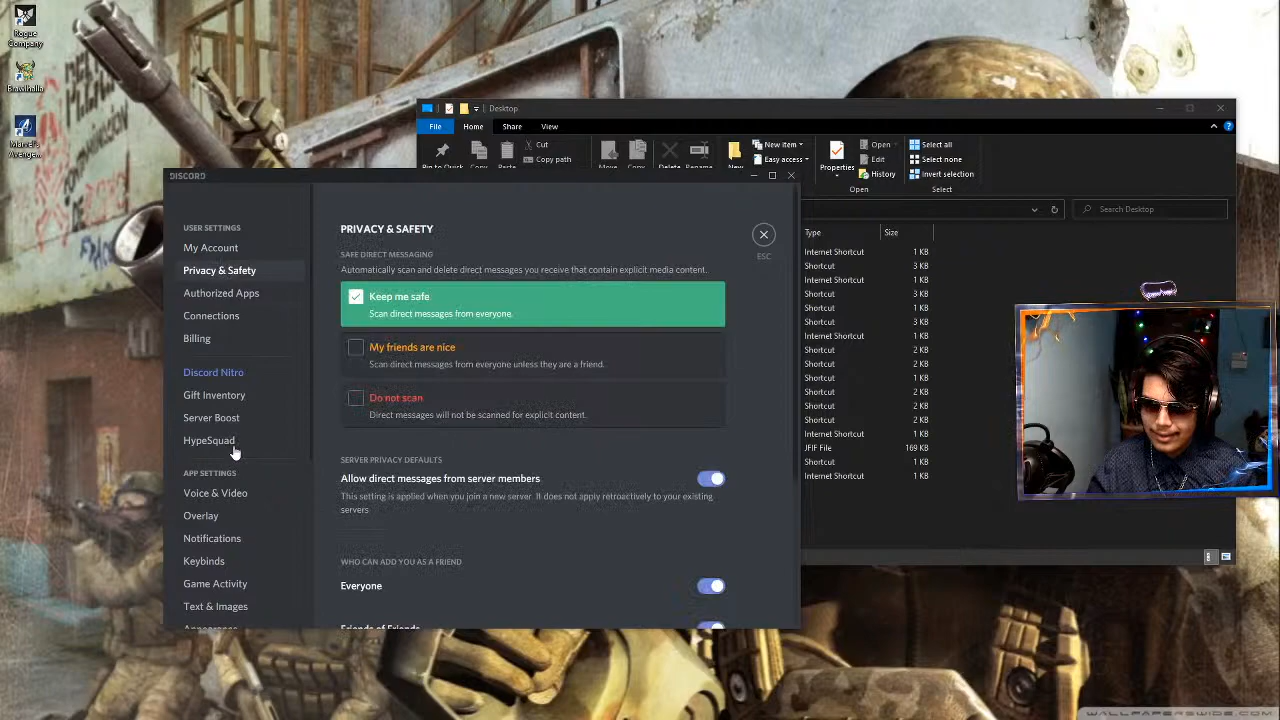 Rogue
Company
Brawlhalla
Marvel's
Avenge...
Desktop
File
Home
Share
View
Cut
Copy path
New item
Easy access
Properties
Open
Edit
History
Select all
Select none
Invert selection
Open
Select
Search Desktop
Type
Size
Internet Shortcut
1 KB
Shortcut
3 KB
Internet Shortcut
1 KB
Shortcut
3 KB
Shortcut
1 KB
Shortcut
3 KB
Internet Shortcut
1 KB
Shortcut
2 KB
Shortcut
2 KB
Shortcut
2 KB
Shortcut
1 KB
Shortcut
2 KB
Shortcut
2 KB
Internet Shortcut
1 KB
JFIF File
169 KB
Shortcut
1 KB
Internet Shortcut
1 KB
DISCORD
USER SETTINGS
My Account
Privacy & Safety
Authorized Apps
Connections
Billing
Discord Nitro
Gift Inventory
Server Boost
HypeSquad
APP SETTINGS
Voice & Video
Overlay
Notifications
Keybinds
Game Activity
Text & Images
Appearance
PRIVACY & SAFETY
ESC
SAFE DIRECT MESSAGING
Automatically scan and delete direct messages you receive that contain explicit media content.
Keep me safe
Scan direct messages from everyone.
My friends are nice
Scan direct messages from everyone unless they are a friend.
Do not scan
Direct messages will not be scanned for explicit content.
SERVER PRIVACY DEFAULTS
Allow direct messages from server members
This setting is applied when you join a new server. It does not apply retroactively to your existing
servers
WHO CAN ADD YOU AS A FRIEND
Everyone
Friends of Friends
WALLPAPERSWIDE.COM